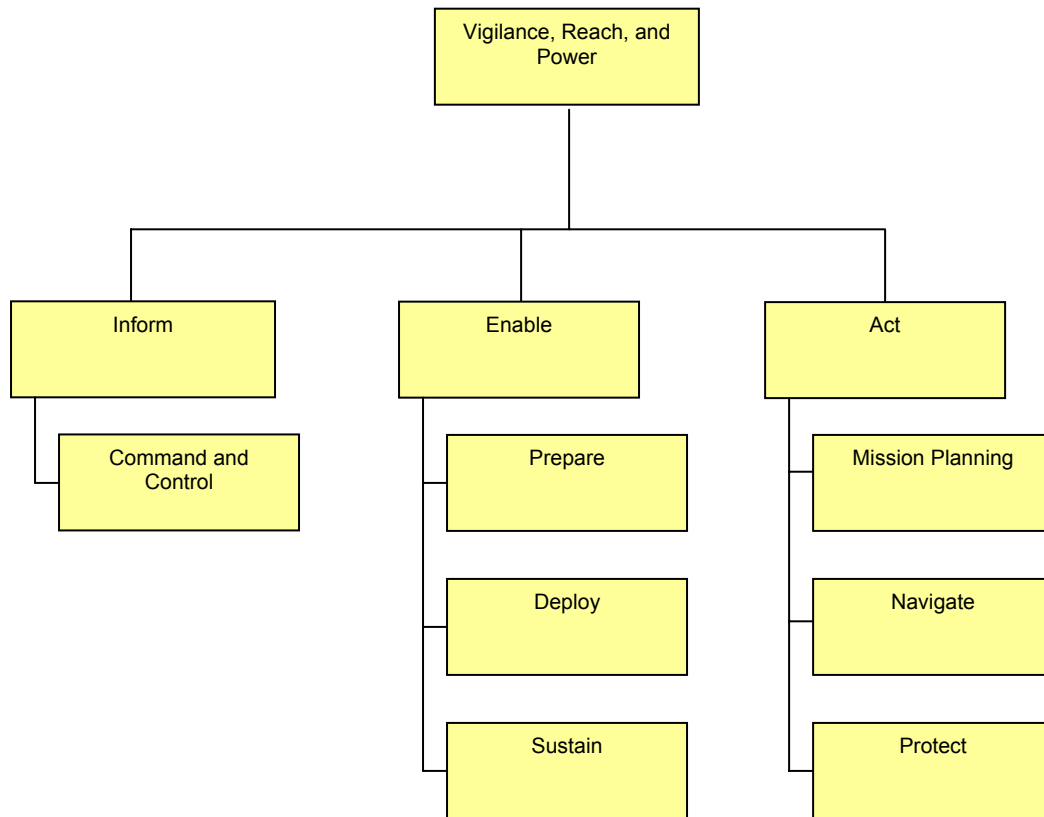 Vigilance, Reach, and
Power
Inform
Enable
Act
Command and
Control
Prepare
Mission Planning
Deploy
Navigate
Sustain
Protect